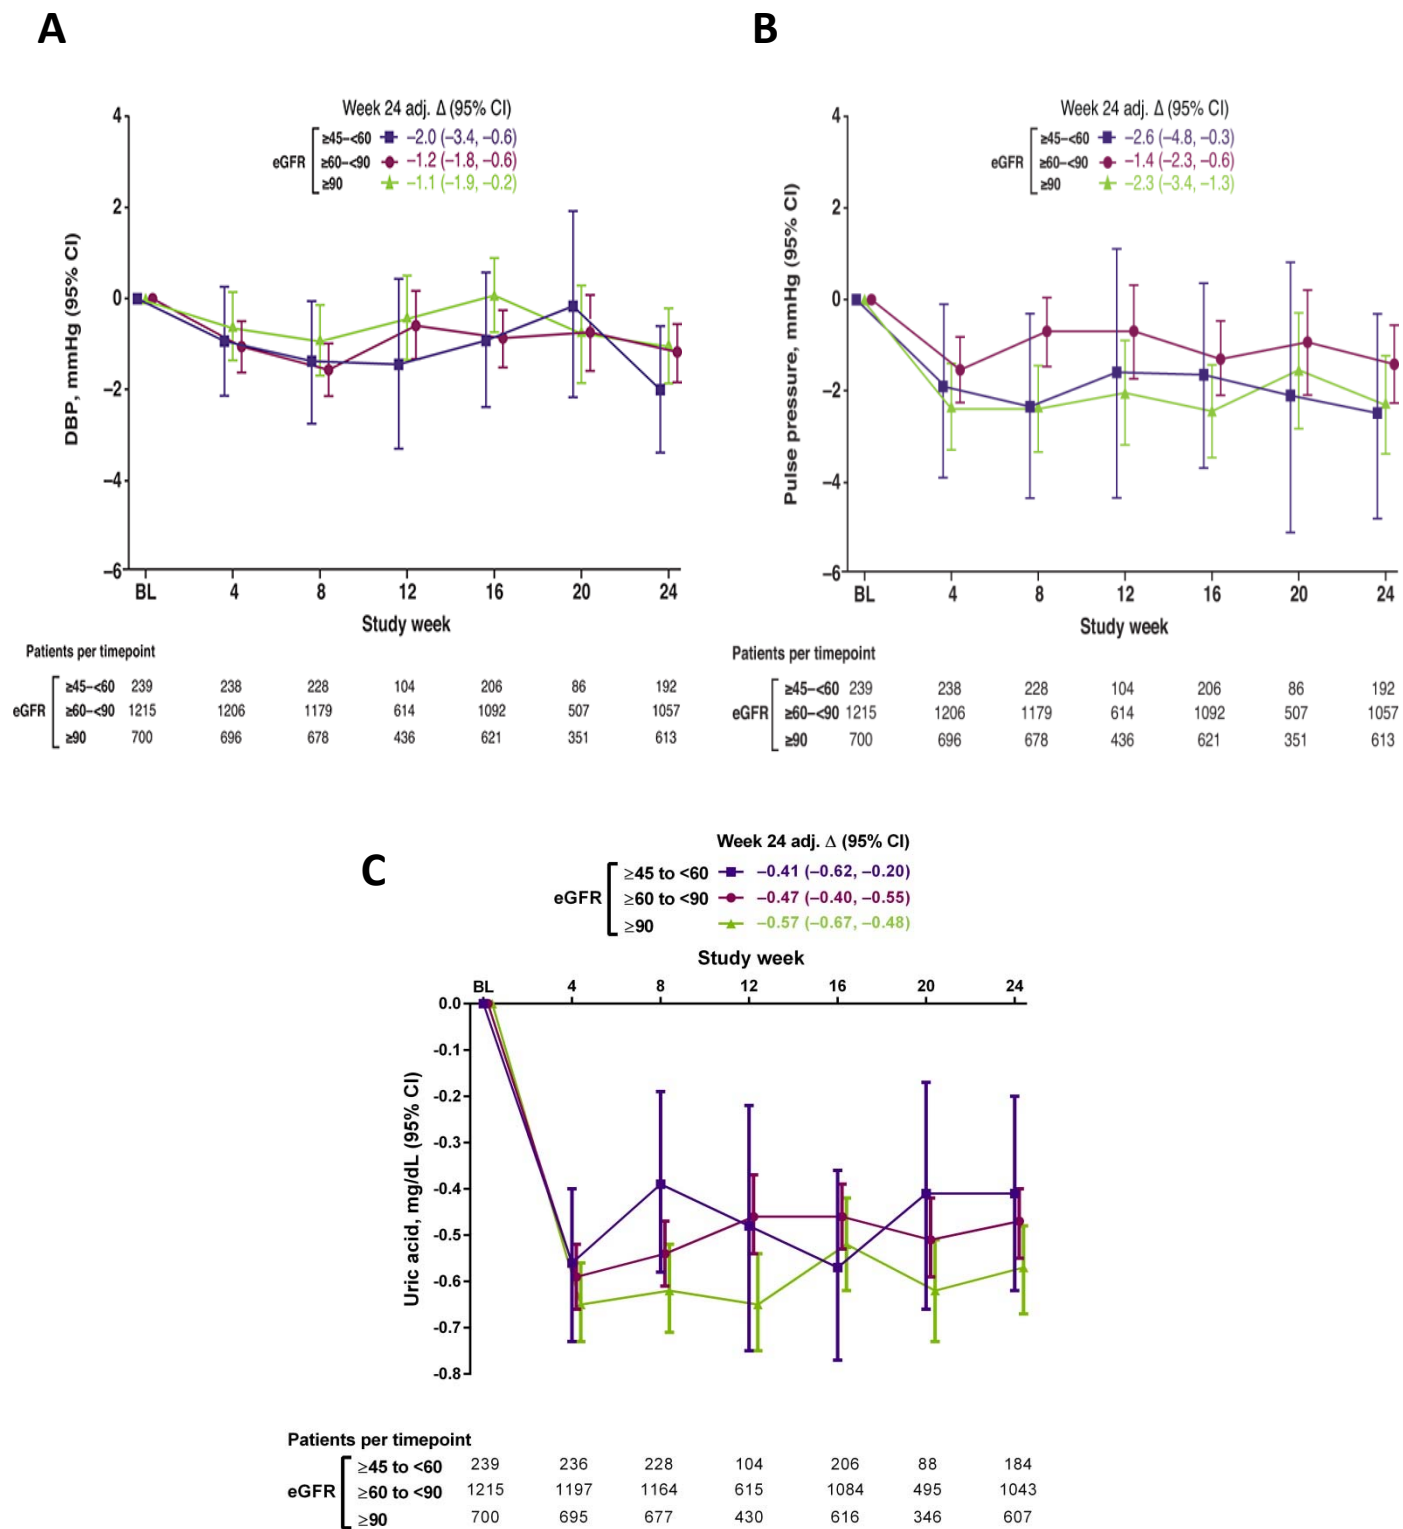 A
Week 24 adj. Δ (95% CI)
≥45–<60 –2.0 (–3.4, –0.6)
eGFR ≥60–<90 –1.2 (–1.8, –0.6)
≥90 –1.1 (–1.9, –0.2)
DBP, mmHg (95% CI)
4
2
0
–2
–4
–6
BL 4 8 12 16 20 24
Study week
Patients per timepoint
≥45–<60 239 238 228 104 206 86 192
eGFR ≥60–<90 1215 1206 1179 614 1092 507 1057
≥90 700 696 678 436 621 351 613
B
Week 24 adj. Δ (95% CI)
≥45–<60 –2.6 (–4.8, –0.3)
eGFR ≥60–<90 –1.4 (–2.3, –0.6)
≥90 –2.3 (–3.4, –1.3)
Pulse pressure, mmHg (95% CI)
4
2
0
–2
–4
–6
BL 4 8 12 16 20 24
Study week
Patients per timepoint
≥45–<60 239 238 228 104 206 86 192
eGFR ≥60–<90 1215 1206 1179 614 1092 507 1057
≥90 700 696 678 436 621 351 613
C
Week 24 adj. Δ (95% CI)
≥45 to <60 –0.41 (–0.62, –0.20)
eGFR ≥60 to <90 –0.47 (–0.40, –0.55)
≥90 –0.57 (–0.67, –0.48)
Study week
BL 4 8 12 16 20 24
Uric acid, mg/dL (95% CI)
0.0
-0.1
-0.2
-0.3
-0.4
-0.5
-0.6
-0.7
-0.8
Patients per timepoint
≥45 to <60 239 236 228 104 206 88 184
eGFR ≥60 to <90 1215 1197 1164 615 1084 495 1043
≥90 700 695 677 430 616 346 607